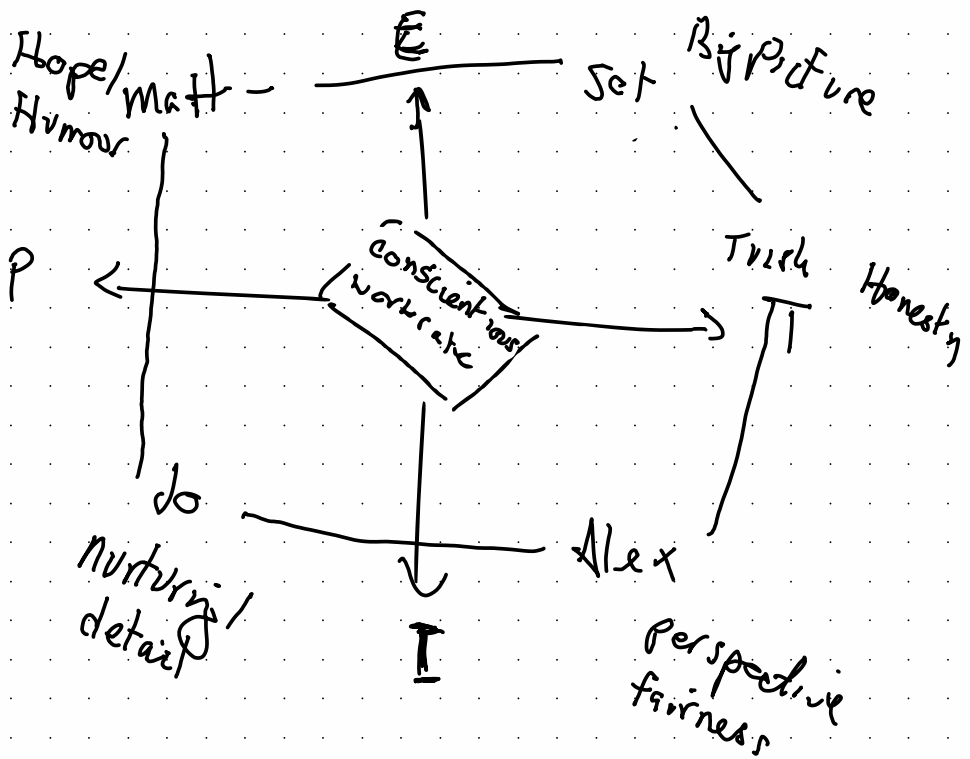 E
Hope/
Humour
Matt
Set
Big picture
P
Conscientious
work rate
Trish
Honesty
T
Jo
Nurturing/
detail
Alex
I
perspective
fairness